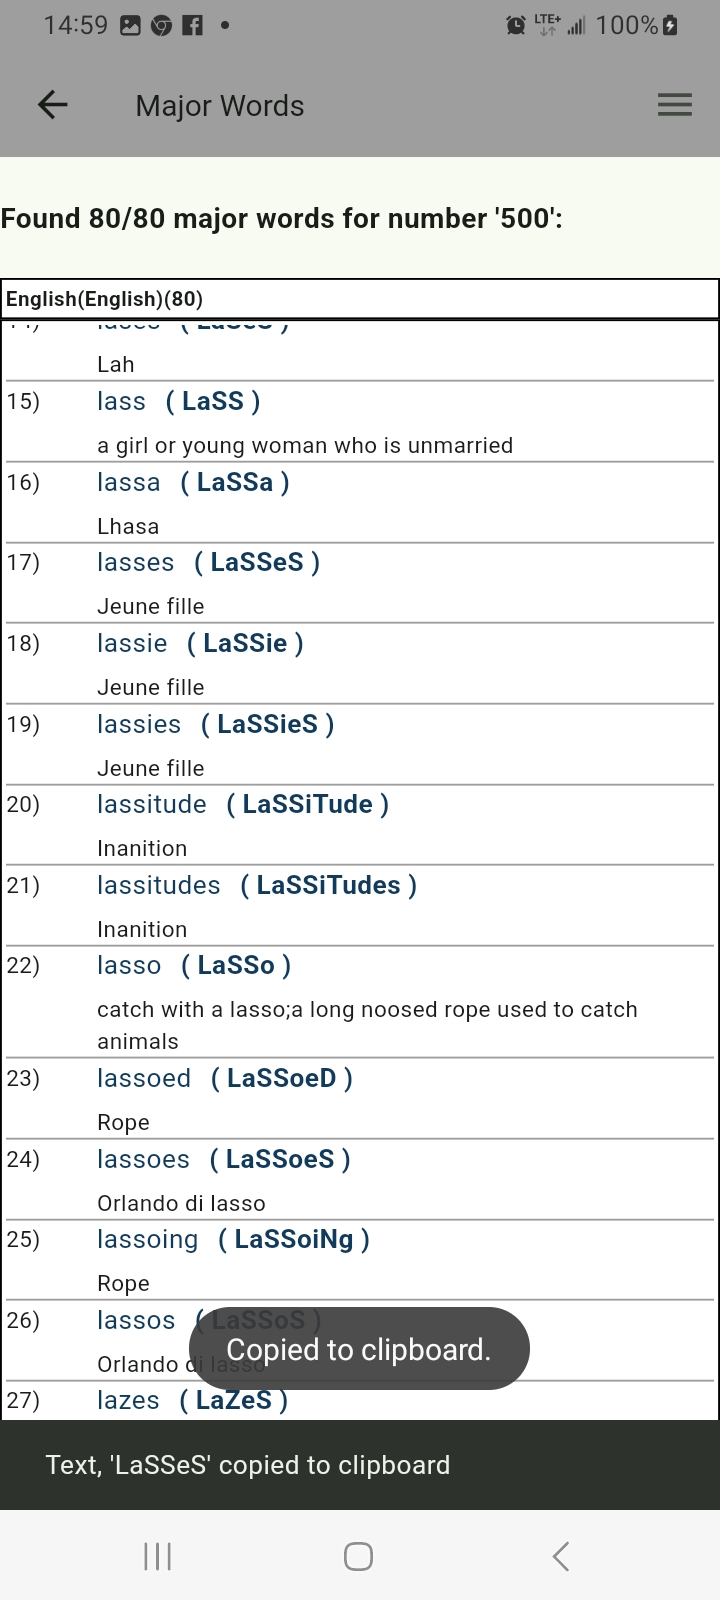 14:59
LTE+
100%
Major Words
Found 80/80 major words for number '500':
English(English)(80)
Lah
15) lass ( LaSS )
a girl or young woman who is unmarried
16) lassa ( LaSSa )
Lhasa
17) lasses ( LaSSeS )
Jeune fille
18) lassie ( LaSSie )
Jeune fille
19) lassies ( LaSSieS )
Jeune fille
20) lassitude ( LaSSiTude )
Inanition
21) lassitudes ( LaSSiTudes )
Inanition
22) lasso ( LaSSo )
catch with a lasso;a long noosed rope used to catch
animals
23) lassoed ( LaSSoeD )
Rope
24) lassoes ( LaSSoeS )
Orlando di lasso
25) lassoing ( LaSSoiNg )
Rope
26) lassos ( LaSSoS )
Orlando di lasso
Copied to clipboard.
27) lazes ( LaZeS )
Text, 'LaSSeS' copied to clipboard